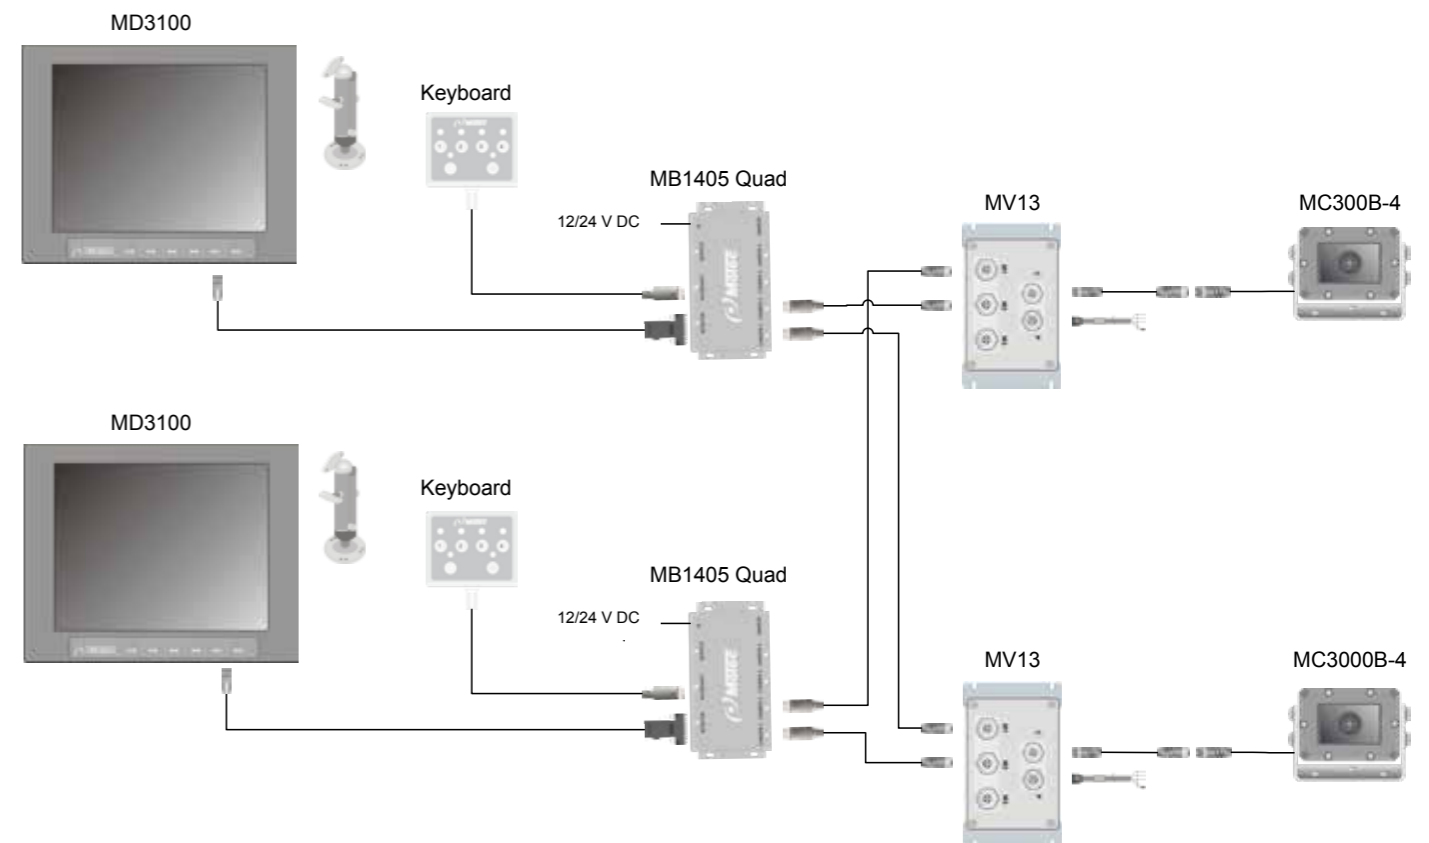 MD3100
Keyboard
MB1405 Quad
12/24 V DC
MV13
MC300B-4
MD3100
Keyboard
MB1405 Quad
12/24 V DC
MV13
MC3000B-4